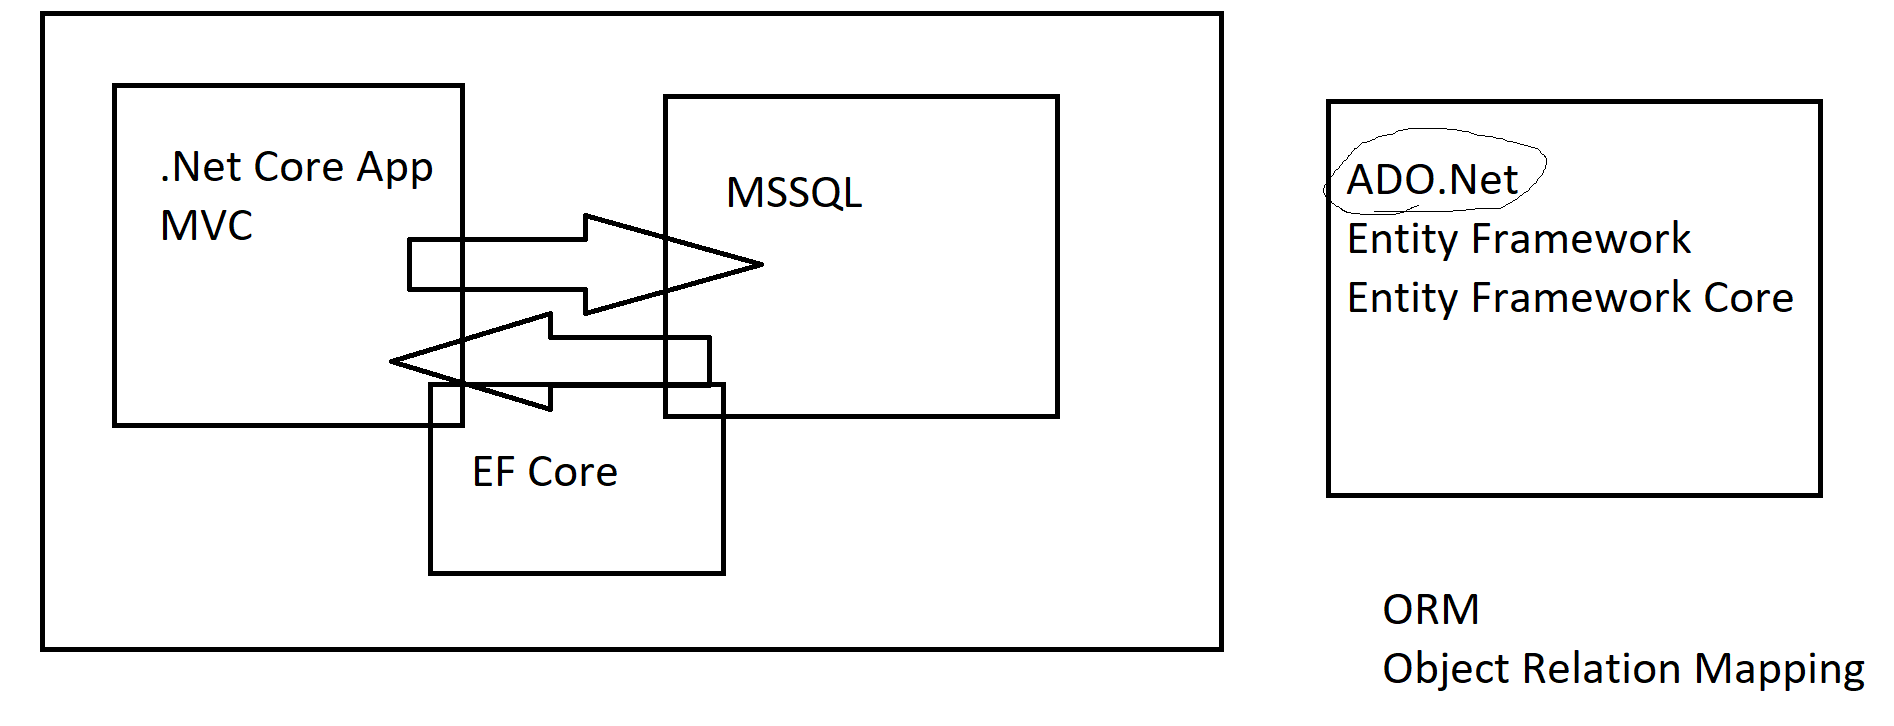 .Net Core App
MVC
MSSQL
EF Core
ADO.Net
Entity Framework
Entity Framework Core
ORM
Object Relation Mapping